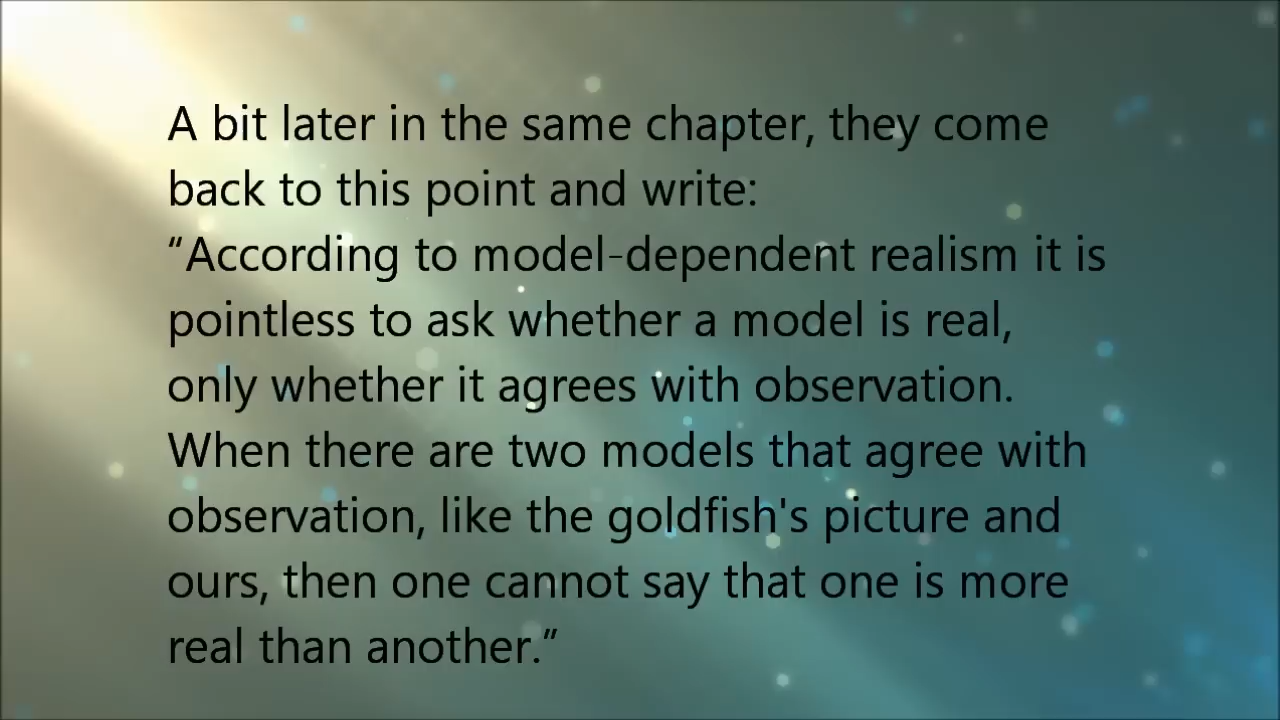 A bit later in the same chapter, they come
back to this point and write:
“According to model-dependent realism it is
pointless to ask whether a model is real,
only whether it agrees with observation.
When there are two models that agree with
observation, like the goldfish's picture and
ours, then one cannot say that one is more
real than another.”